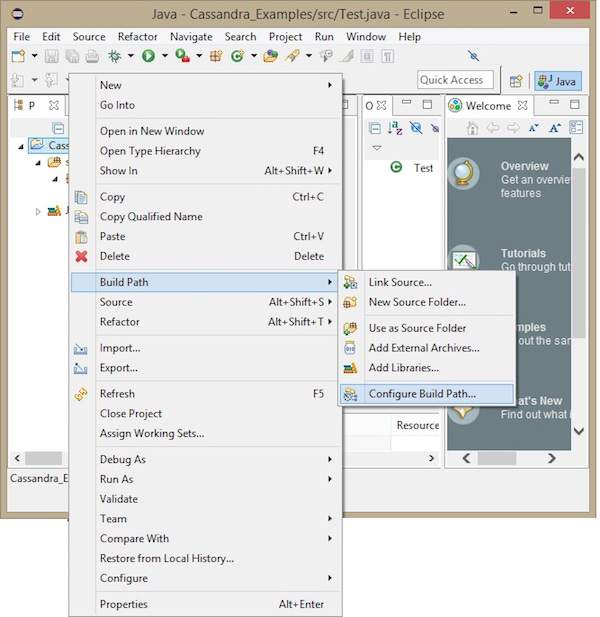 Java - Cassandra_Examples/src/Test.java - Eclipse
File Edit Source Refactor Navigate Search Project Run Window Help
Quick Access
Java
P
O
Welcome
Cass
s
J
Test
New
Go Into
Open in New Window
Open Type Hierarchy F4
Show In Alt+Shift+W
Copy Ctrl+C
Copy Qualified Name
Paste Ctrl+V
Delete Delete
Build Path
Source Alt+Shift+S
Refactor Alt+Shift+T
Import...
Export...
Refresh F5
Close Project
Assign Working Sets...
Debug As
Run As
Validate
Team
Compare With
Restore from Local History...
Configure
Properties Alt+Enter
Link Source...
New Source Folder...
Use as Source Folder
Add External Archives...
Add Libraries...
Configure Build Path...
Overview
Get an overvie
features
Tutorials
Go through tut
mples
out the sam
at's New
Find out what i
Resource
Cassandra_E